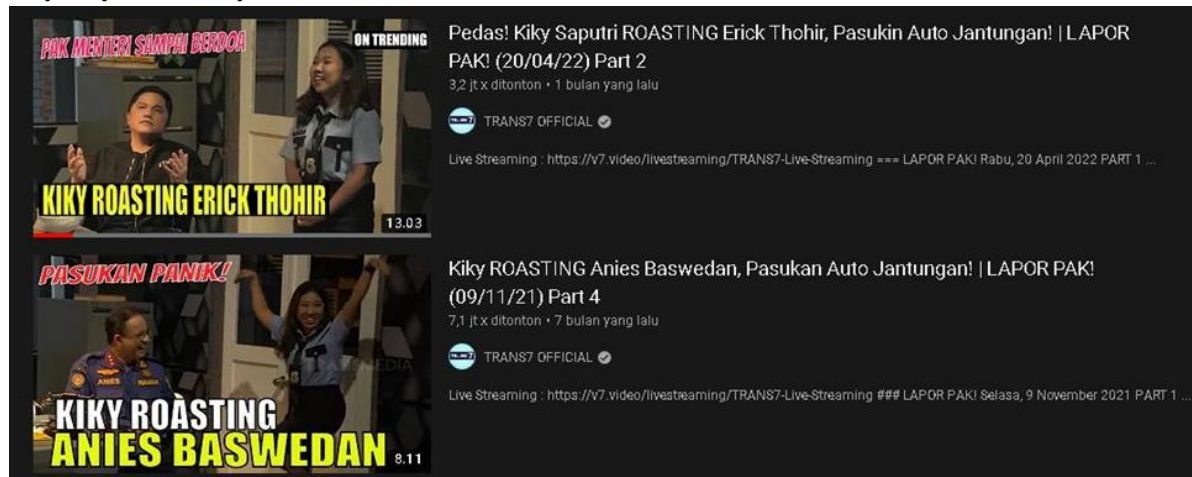 PAK MENTERI SAMPAI BERDOA
ON TRENDING
KIKY ROASTING ERICK THOHIR
13.03
Pedas! Kiky Saputri ROASTING Erick Thohir, Pasukin Auto Jantungan! | LAPOR
PAK! (20/04/22) Part 2
3,2 jt x ditonton • 1 bulan yang lalu
TRANS7 OFFICIAL
Live Streaming : https://v7.video/livestreaming/TRANS7-Live-Streaming === LAPOR PAK! Rabu, 20 April 2022 PART 1 ...
PASUKAN PANIK!
ANIES
KIKY ROASTING
ANIES BASWEDAN
8.11
Kiky ROASTING Anies Baswedan, Pasukan Auto Jantungan! | LAPOR PAK!
(09/11/21) Part 4
7,1 jt x ditonton • 7 bulan yang lalu
TRANS7 OFFICIAL
Live Streaming : https://v7.video/livestreaming/TRANS7-Live-Streaming ### LAPOR PAK! Selasa, 9 November 2021 PART 1 ...